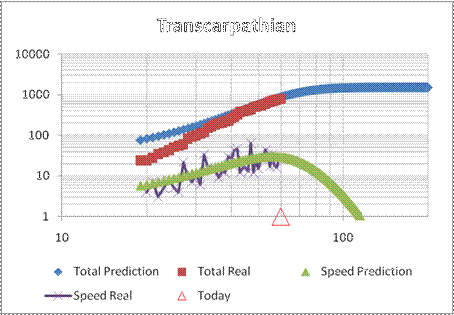 Transcarpathian
10000
1000
100
10
1
10 100
Total Prediction Total Real Speed Prediction
Speed Real Today